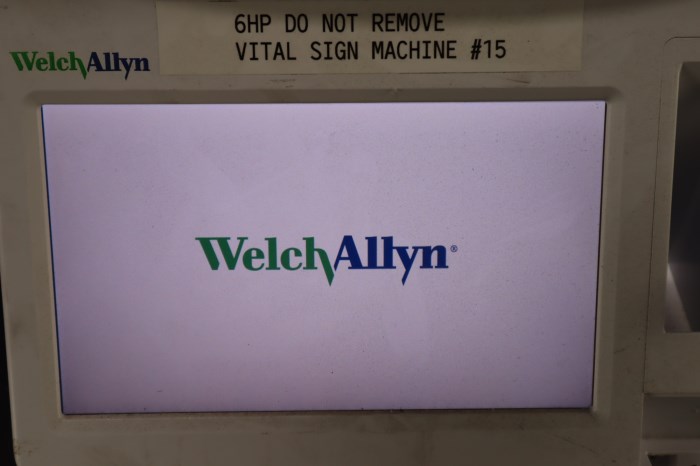 6HP DO NOT REMOVE
VITAL SIGN MACHINE #15
WelchAllyn
WelchAllyn®